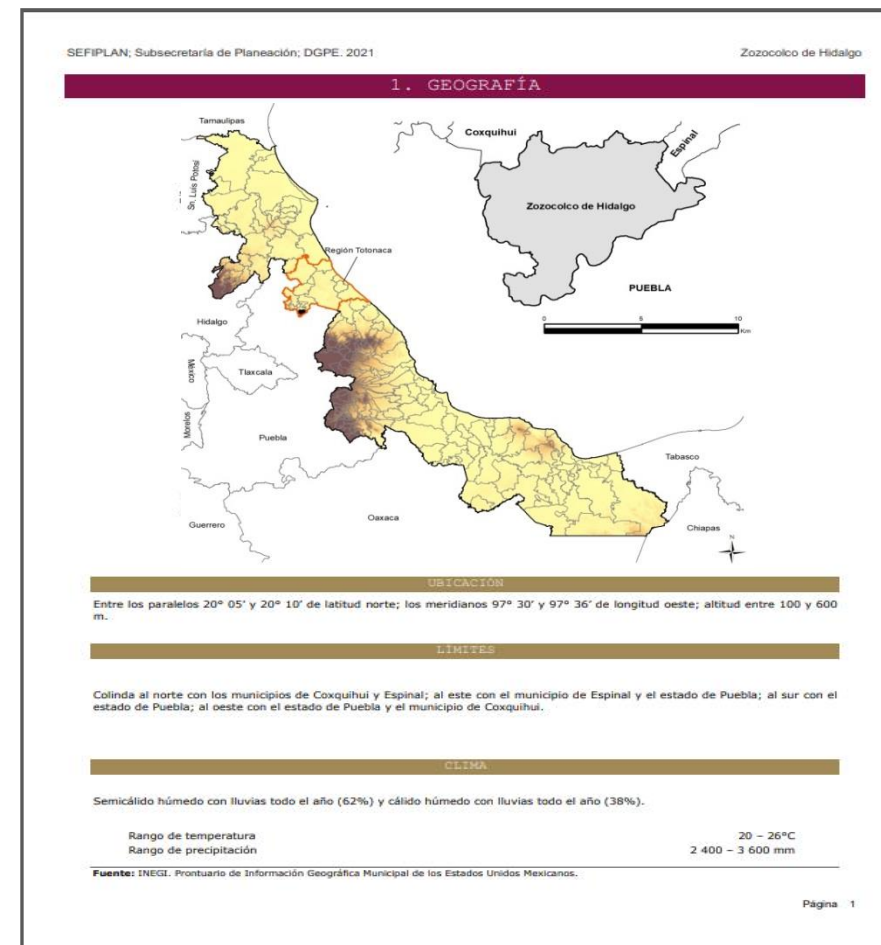 SEFIPLAN; Subsecretaría de Planeación; DGPE. 2021
Zozocolco de Hidalgo
1. GEOGRAFÍA
Tamaulipas
Sn. Luis Potosí
Región Totonaca
Hidalgo
México
Tlaxcala
Morelos
Puebla
Guerrero
Oaxaca
Tabasco
Chiapas
N
Coxquihui
Espinal
Zozocolco de Hidalgo
PUEBLA
0 5 10
Km
UBICACIÓN
Entre los paralelos 20° 05’ y 20° 10’ de latitud norte; los meridianos 97° 30’ y 97° 36’ de longitud oeste; altitud entre 100 y 600
m.
LÍMITES
Colinda al norte con los municipios de Coxquihui y Espinal; al este con el municipio de Espinal y el estado de Puebla; al sur con el
estado de Puebla; al oeste con el estado de Puebla y el municipio de Coxquihui.
CLIMA
Semicálido húmedo con lluvias todo el año (62%) y cálido húmedo con lluvias todo el año (38%).
Rango de temperatura 20 – 26°C
Rango de precipitación 2 400 – 3 600 mm
Fuente: INEGI. Prontuario de Información Geográfica Municipal de los Estados Unidos Mexicanos.
Página 1